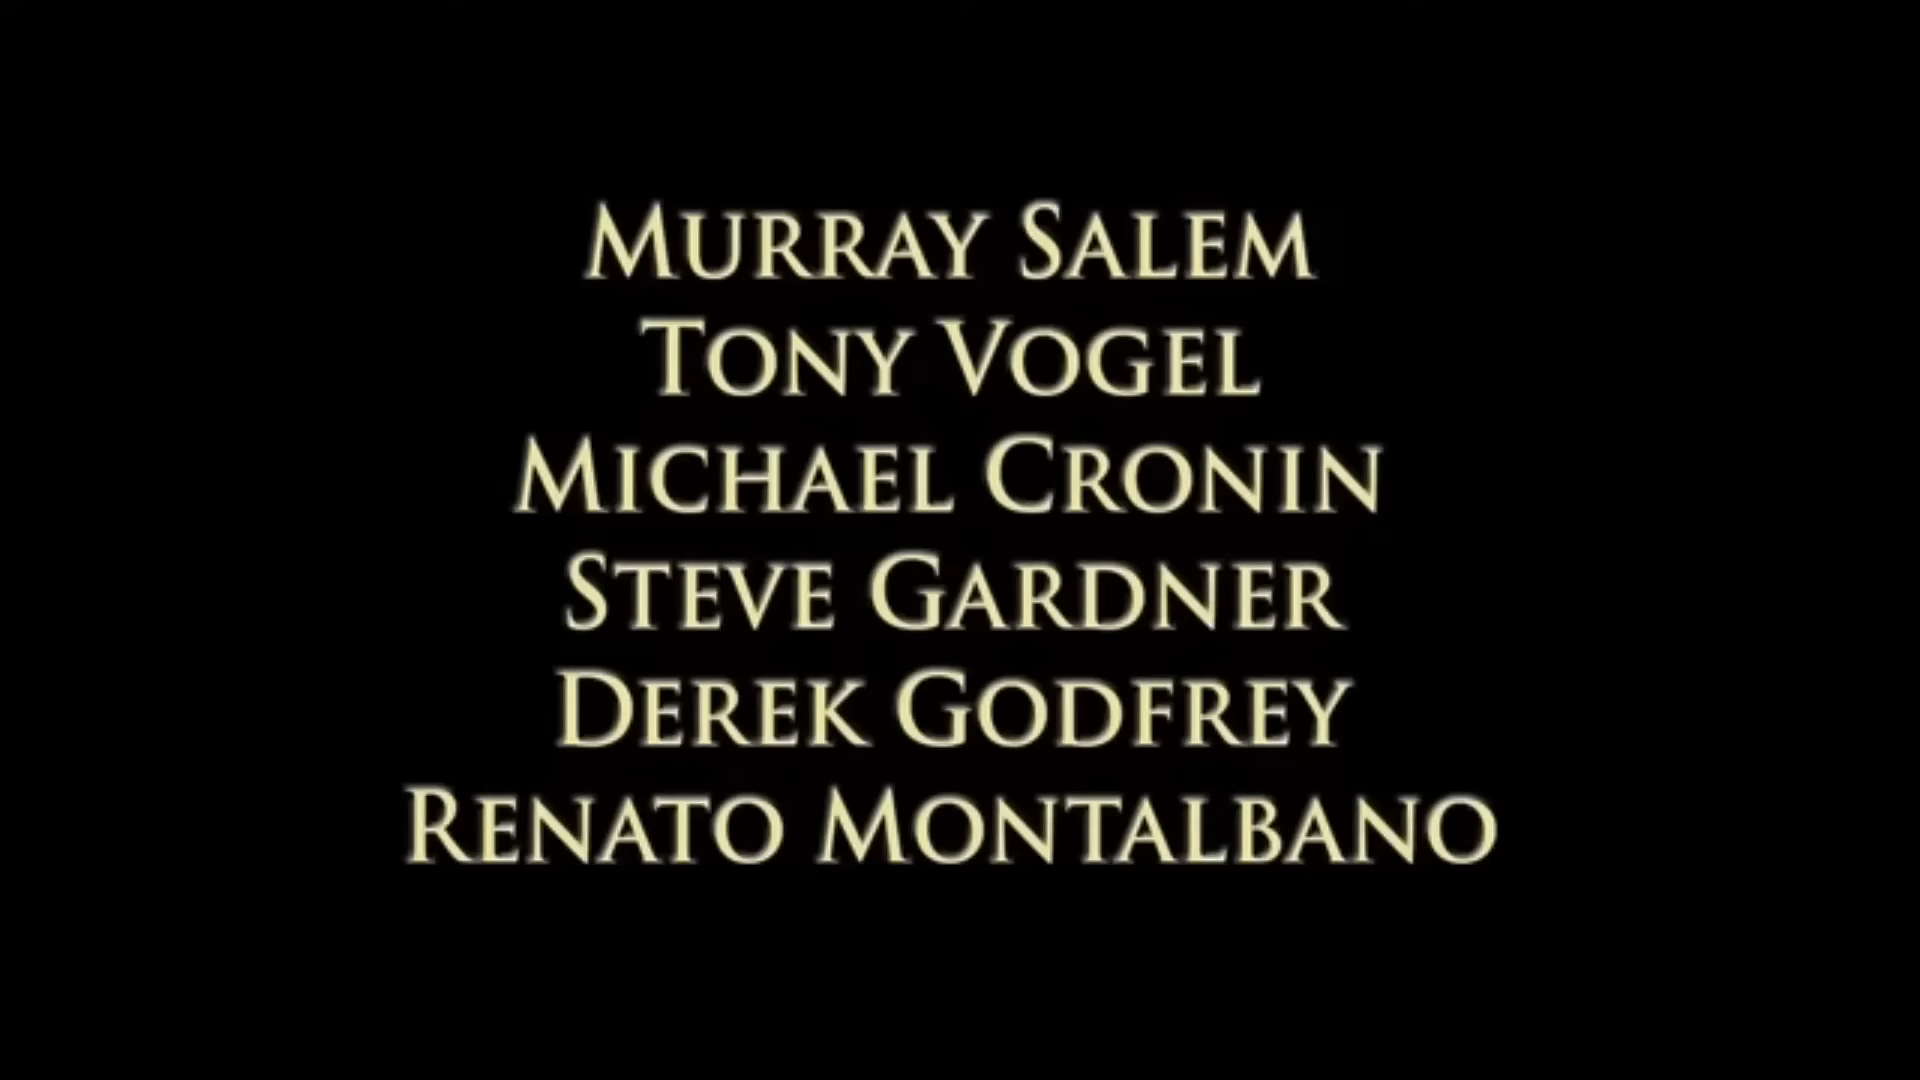 Murray Salem
Tony Vogel
Michael Cronin
Steve Gardner
Derek Godfrey
Renato Montalbano